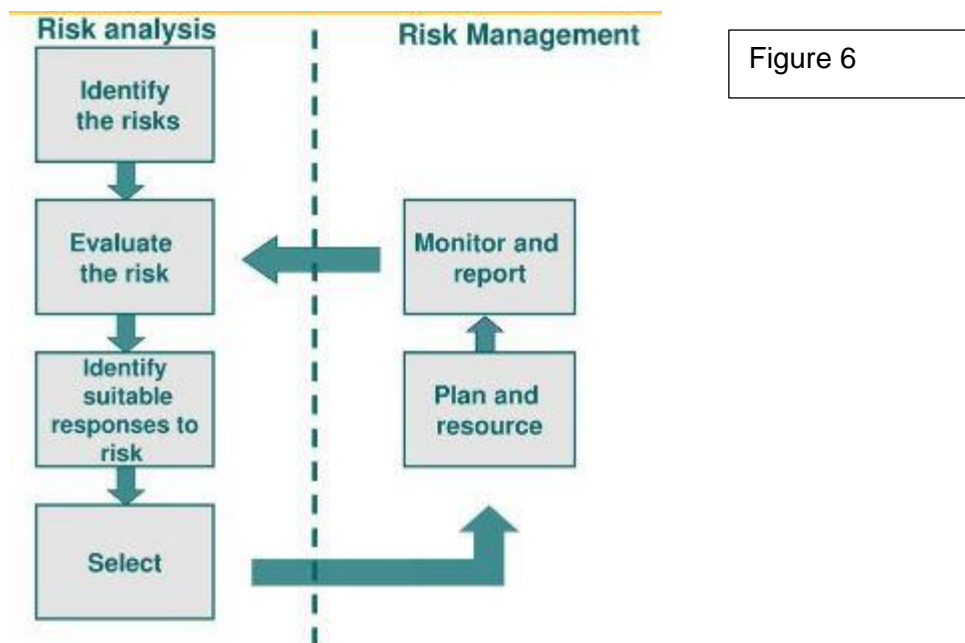 Risk analysis
Identify
the risks
Evaluate
the risk
Identify
suitable
responses to
risk
Select
Risk Management
Monitor and
report
Plan and
resource
Figure 6